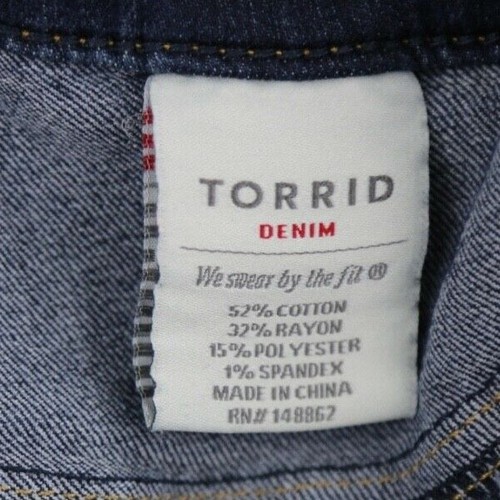 TORRID
DENIM
We swear by the fit ®
52% COTTON
32% RAYON
15% POLYESTER
1% SPANDEX
MADE IN CHINA
RN# 148862